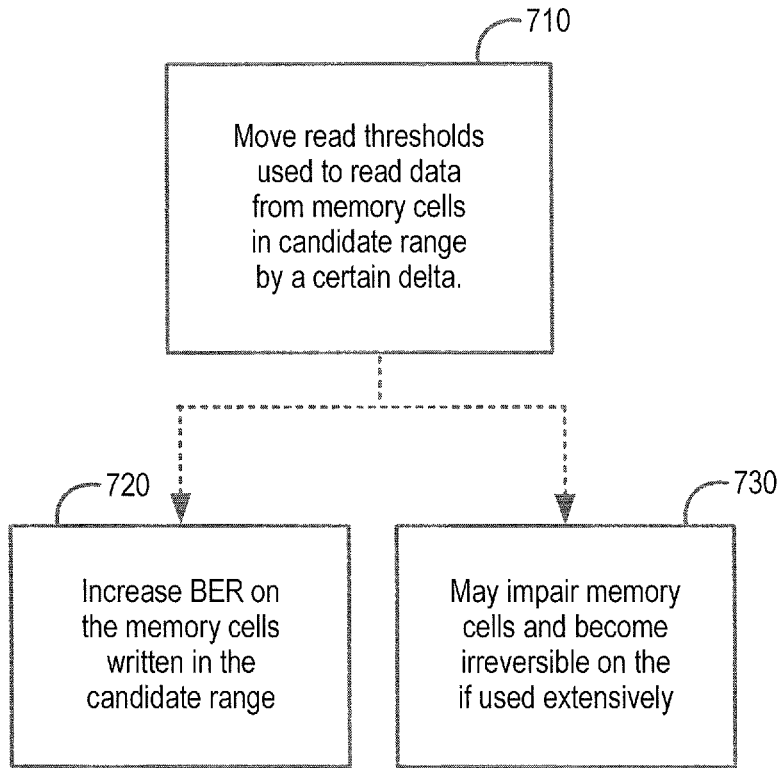 710
Move read thresholds
used to read data
from memory cells
in candidate range
by a certain delta.
720
Increase BER on
the memory cells
written in the
candidate range
730
May impair memory
cells and become
irreversible on the
if used extensively